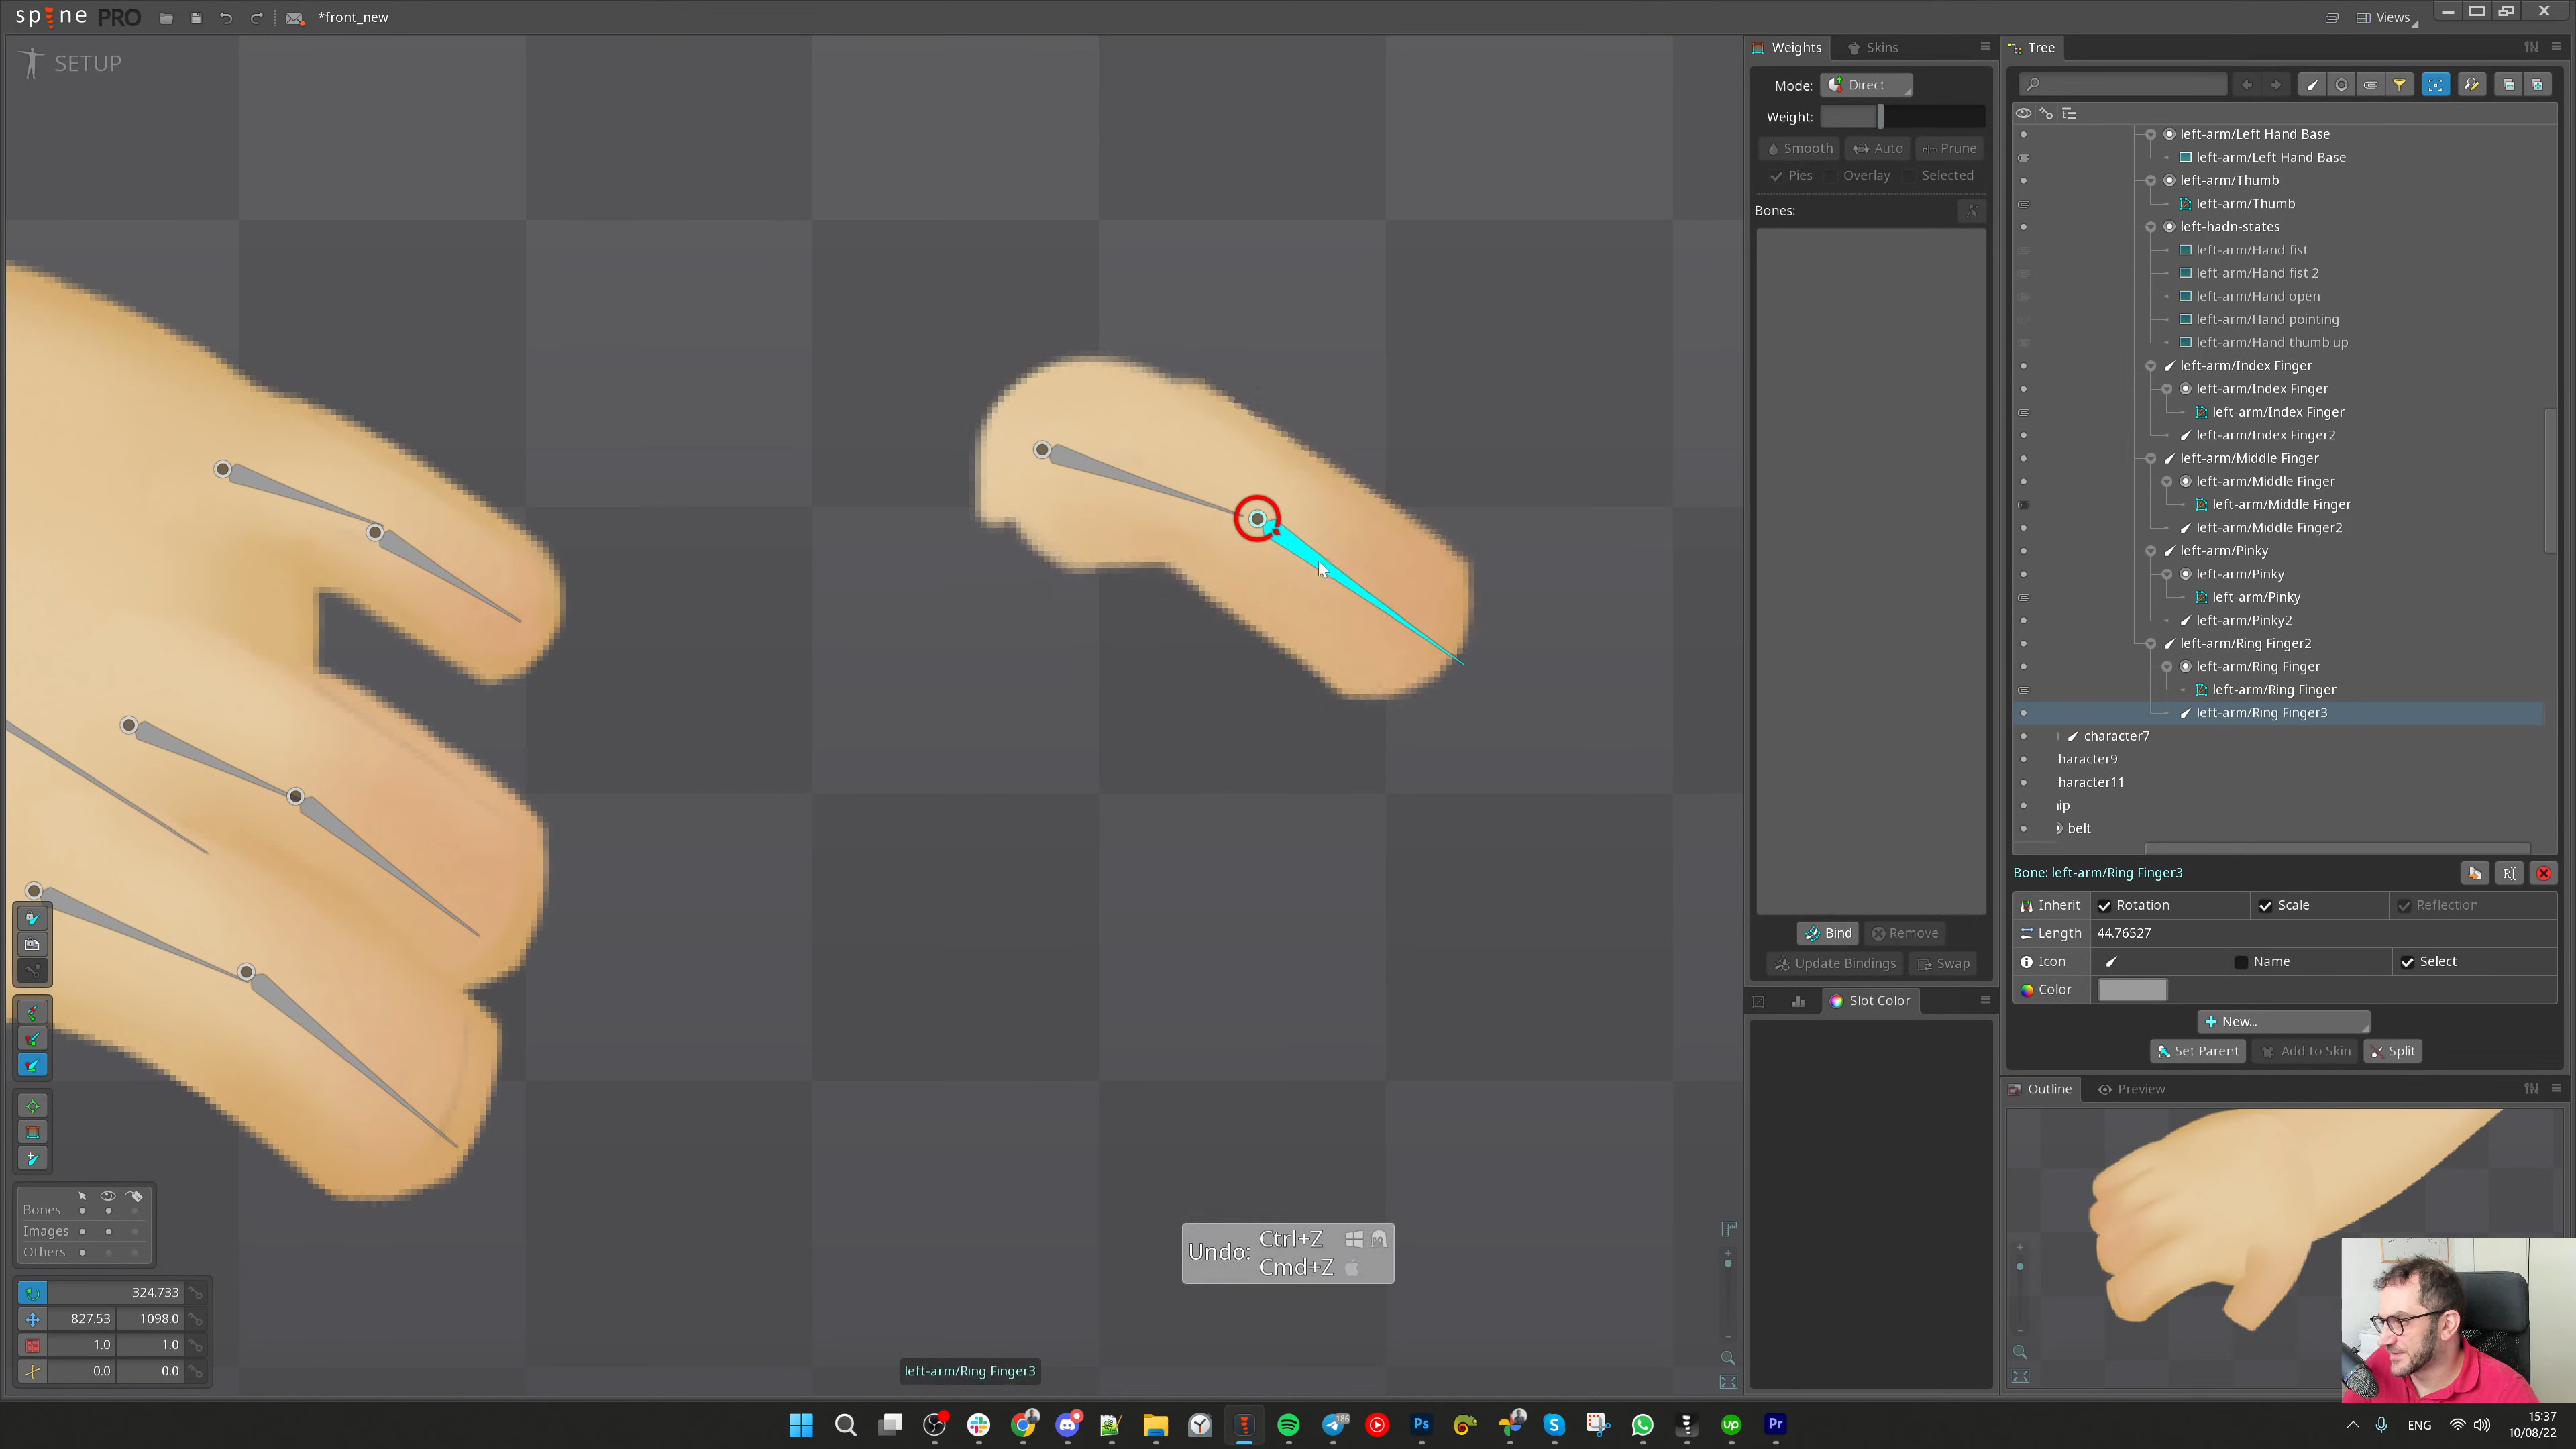 spine PRO
*front_new
Views
SETUP
Weights
Skins
Tree
Mode:
Direct
Weight:
Smooth
Auto
Prune
Pies
Overlay
Selected
Bones:
left-arm/Left Hand Base
left-arm/Left Hand Base
left-arm/Thumb
left-arm/Thumb
left-hadn-states
left-arm/Hand fist
left-arm/Hand fist 2
left-arm/Hand open
left-arm/Hand pointing
left-arm/Hand thumb up
left-arm/Index Finger
left-arm/Index Finger
left-arm/Index Finger
left-arm/Index Finger2
left-arm/Middle Finger
left-arm/Middle Finger
left-arm/Middle Finger
left-arm/Middle Finger2
left-arm/Pinky
left-arm/Pinky
left-arm/Pinky
left-arm/Pinky2
left-arm/Ring Finger2
left-arm/Ring Finger
left-arm/Ring Finger
left-arm/Ring Finger3
character7
:haracter9
:haracter11
ıip
belt
Bone: left-arm/Ring Finger3
Inherit
Rotation
Scale
Reflection
Length
44.76527
Icon
Name
Select
Color
New...
Set Parent
Add to Skin
Split
Bind
Remove
Update Bindings
Swap
Slot Color
Outline
Preview
Bones
Images
Others
324.733
827.53 1098.0
1.0 1.0
0.0 0.0
Undo:
Ctrl+Z
Cmd+Z
left-arm/Ring Finger3
186
Ps
up
Pr
ENG
15:37
10/08/22